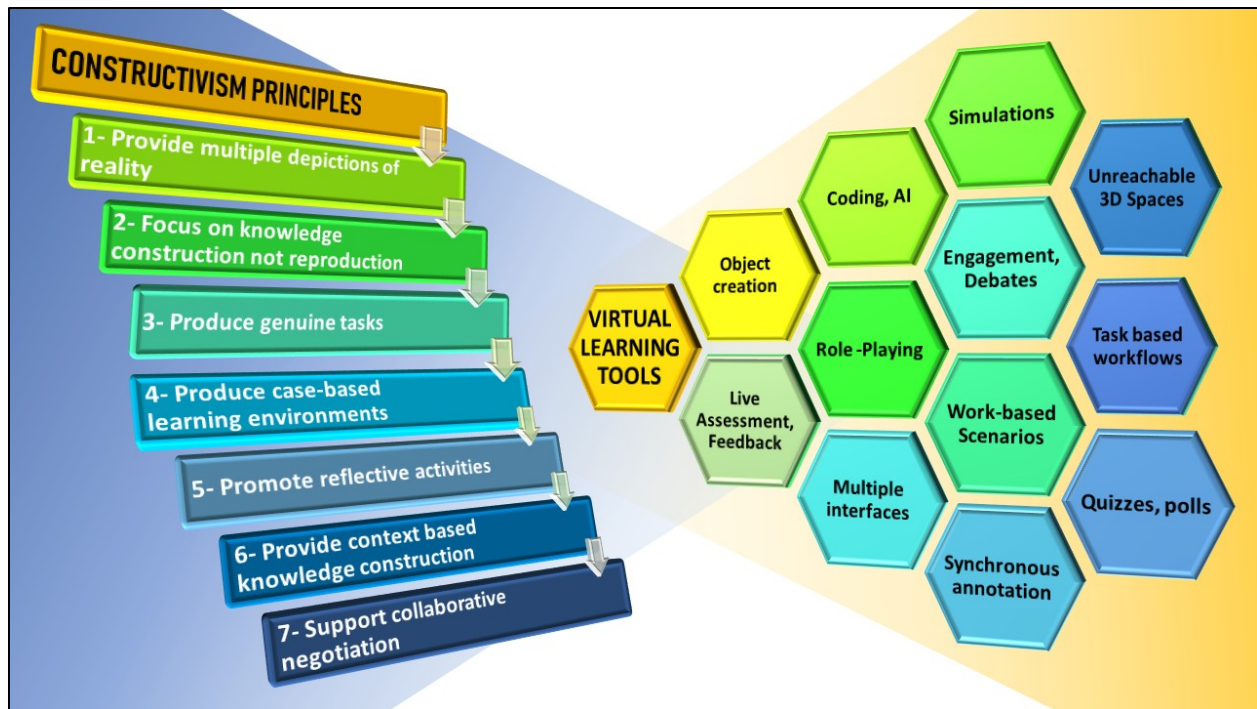 CONSTRUCTIVISM PRINCIPLES
1- Provide multiple depictions of
reality
2- Focus on knowledge
construction not reproduction
3- Produce genuine tasks
4- Produce case-based
learning environments
5- Promote reflective activities
6- Provide context based
knowledge construction
7- Support collaborative
negotiation
VIRTUAL
LEARNING
TOOLS
Object
creation
Live
Assessment,
Feedback
Coding, AI
Role -Playing
Multiple
interfaces
Simulations
Engagement,
Debates
Work-based
Scenarios
Synchronous
annotation
Unreachable
3D Spaces
Task based
workflows
Quizzes, polls